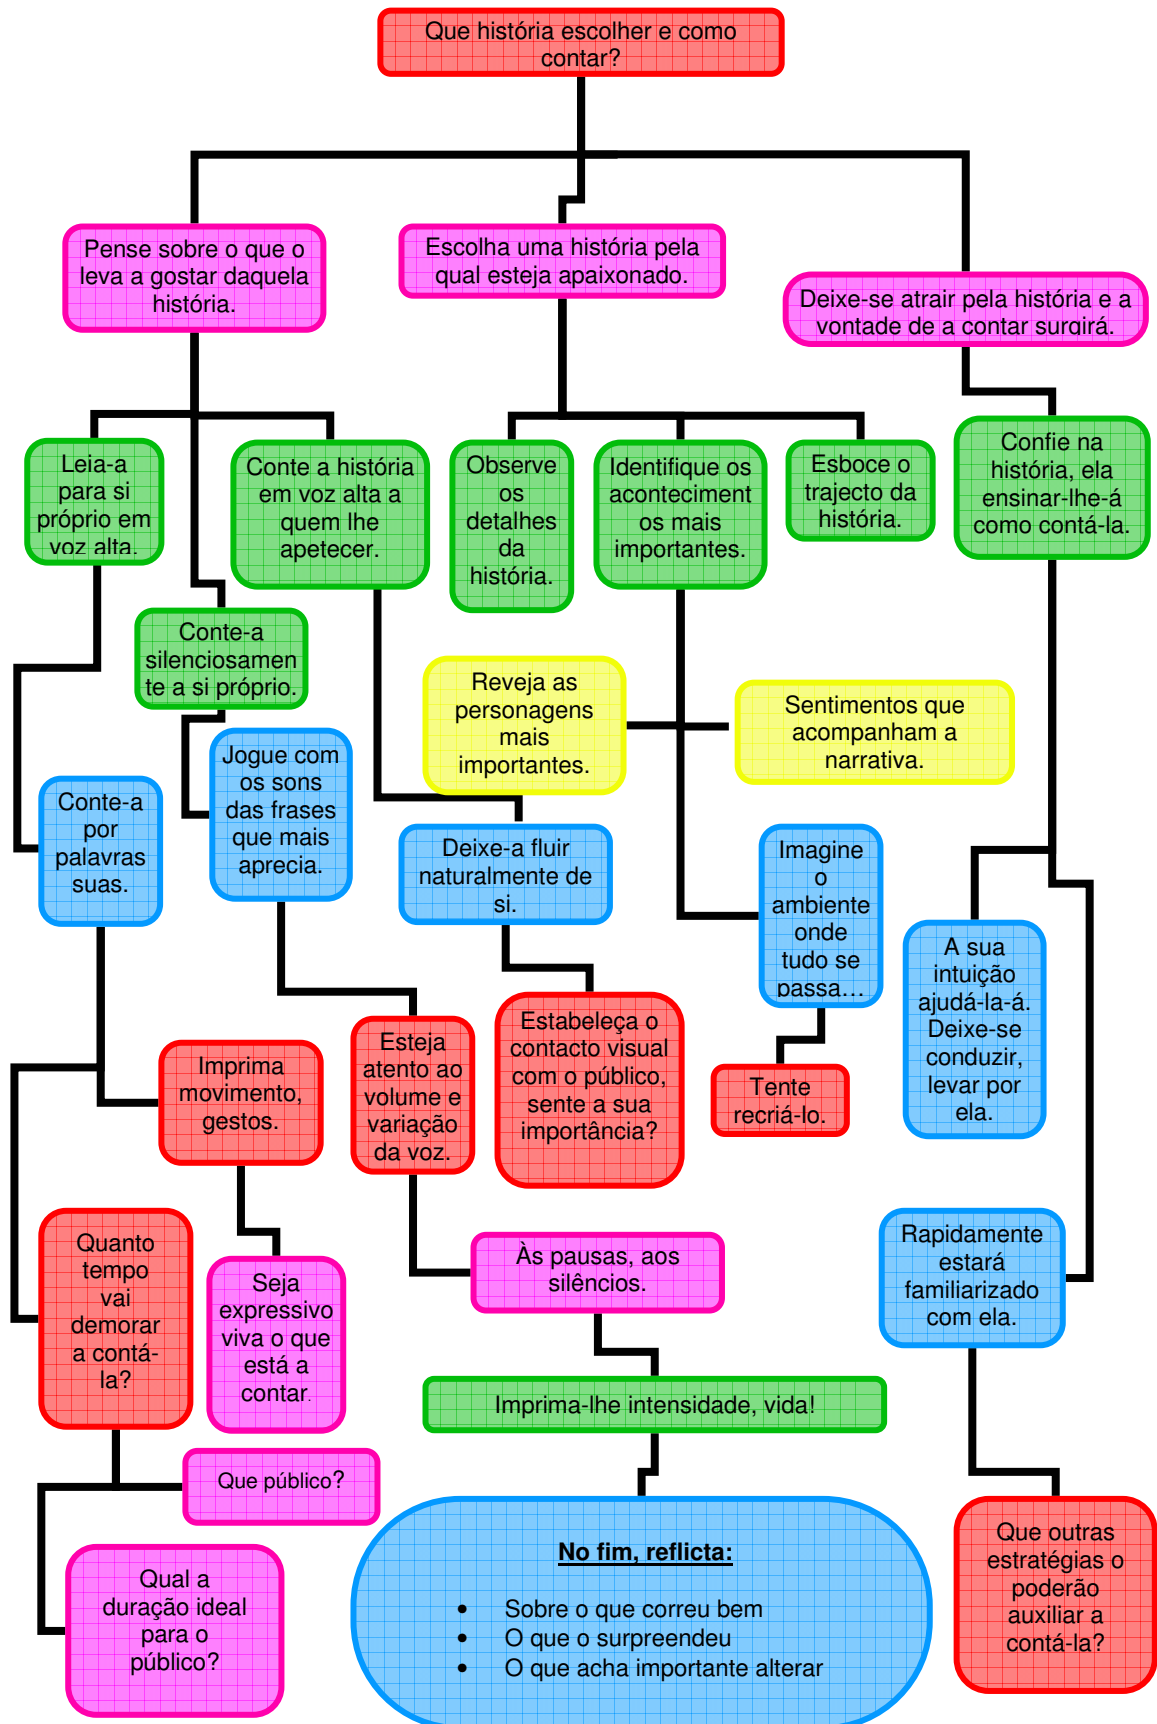 Que história escolher e como
contar?
Pense sobre o que o
leva a gostar daquela
história.
Escolha uma história pela
qual esteja apaixonado.
Deixe-se atrair pela história e a
vontade de a contar surgirá.
Leia-a
para si
próprio em
voz alta.
Conte a história
em voz alta a
quem lhe
apetecer.
Observe
os
detalhes
da
história.
Identifique os
aconteciment
os mais
importantes.
Esboce o
trajecto da
história.
Confie na
história, ela
ensinar-lhe-á
como contá-la.
Conte-a
silenciosamen
te a si próprio.
Reveja as
personagens
mais
importantes.
Sentimentos que
acompanham a
narrativa.
Conte-a
por
palavras
suas.
Jogue com
os sons
das frases
que mais
aprecia.
Deixe-a fluir
naturalmente de
si.
Imagine
o
ambiente
onde
tudo se
passa…
A sua
intuição
ajudá-la-á.
Deixe-se
conduzir,
levar por
ela.
Imprima
movimento,
gestos.
Esteja
atento ao
volume e
variação
da voz.
Estabeleça o
contacto visual
com o público,
sente a sua
importância?
Tente
recriá-lo.
Quanto
tempo
vai
demorar
a contá-
la?
Seja
expressivo
viva o que
está a
contar.
Às pausas, aos
silêncios.
Rapidamente
estará
familiarizado
com ela.
Imprima-lhe intensidade, vida!
Que público?
Qual a
duração ideal
para o
público?
No fim, reflicta:
• Sobre o que correu bem
• O que o surpreendeu
• O que acha importante alterar
Que outras
estratégias o
poderão
auxiliar a
contá-la?